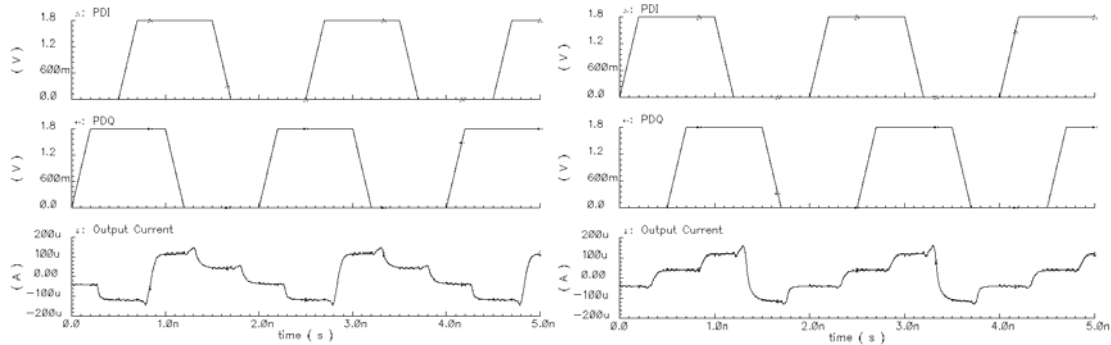 PDI
1.8
1.2
600m
0.0
( V )
PDQ
1.8
1.2
600m
0.0
( V )
Output Current
200u
100u
0.00
-100u
-200u
( A )
0.0 1.0n 2.0n 3.0n 4.0n 5.0n
time ( s )
PDI
1.8
1.2
600m
0.0
( V )
PDQ
1.8
1.2
600m
0.0
( V )
Output Current
200u
100u
0.00
-100u
-200u
( A )
0.0 1.0n 2.0n 3.0n 4.0n 5.0n
time ( s )